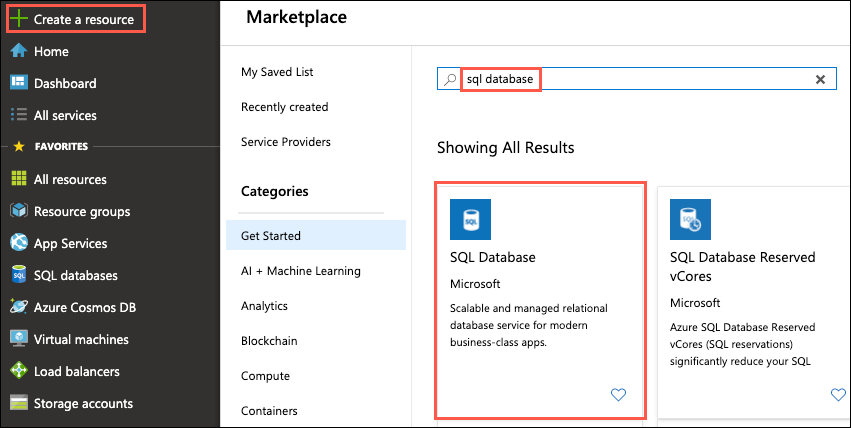 Create a resource
Home
Dashboard
All services
FAVORITES
All resources
Resource groups
App Services
SQL databases
Azure Cosmos DB
Virtual machines
Load balancers
Storage accounts
Marketplace
My Saved List
Recently created
Service Providers
Categories
Get Started
AI + Machine Learning
Analytics
Blockchain
Compute
Containers
sql database
Showing All Results
SQL
SQL Database
Microsoft
Scalable and managed relational
database service for modern
business-class apps.
SQL
SQL Database Reserved
vCores
Microsoft
Azure SQL Database Reserved
vCores (SQL reservations)
significantly reduce your SQL